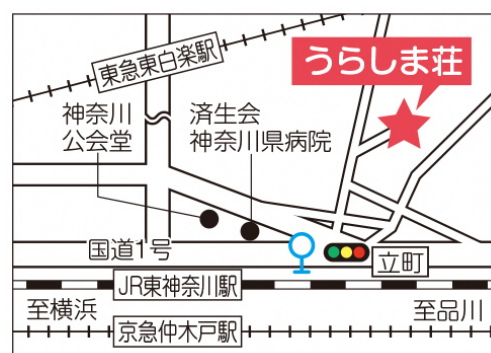 東急東白楽駅
うらしま荘
神奈川
公会堂
済生会
神奈川県病院
国道1号
立町
JR東神奈川駅
至横浜
至品川
京急仲木戸駅